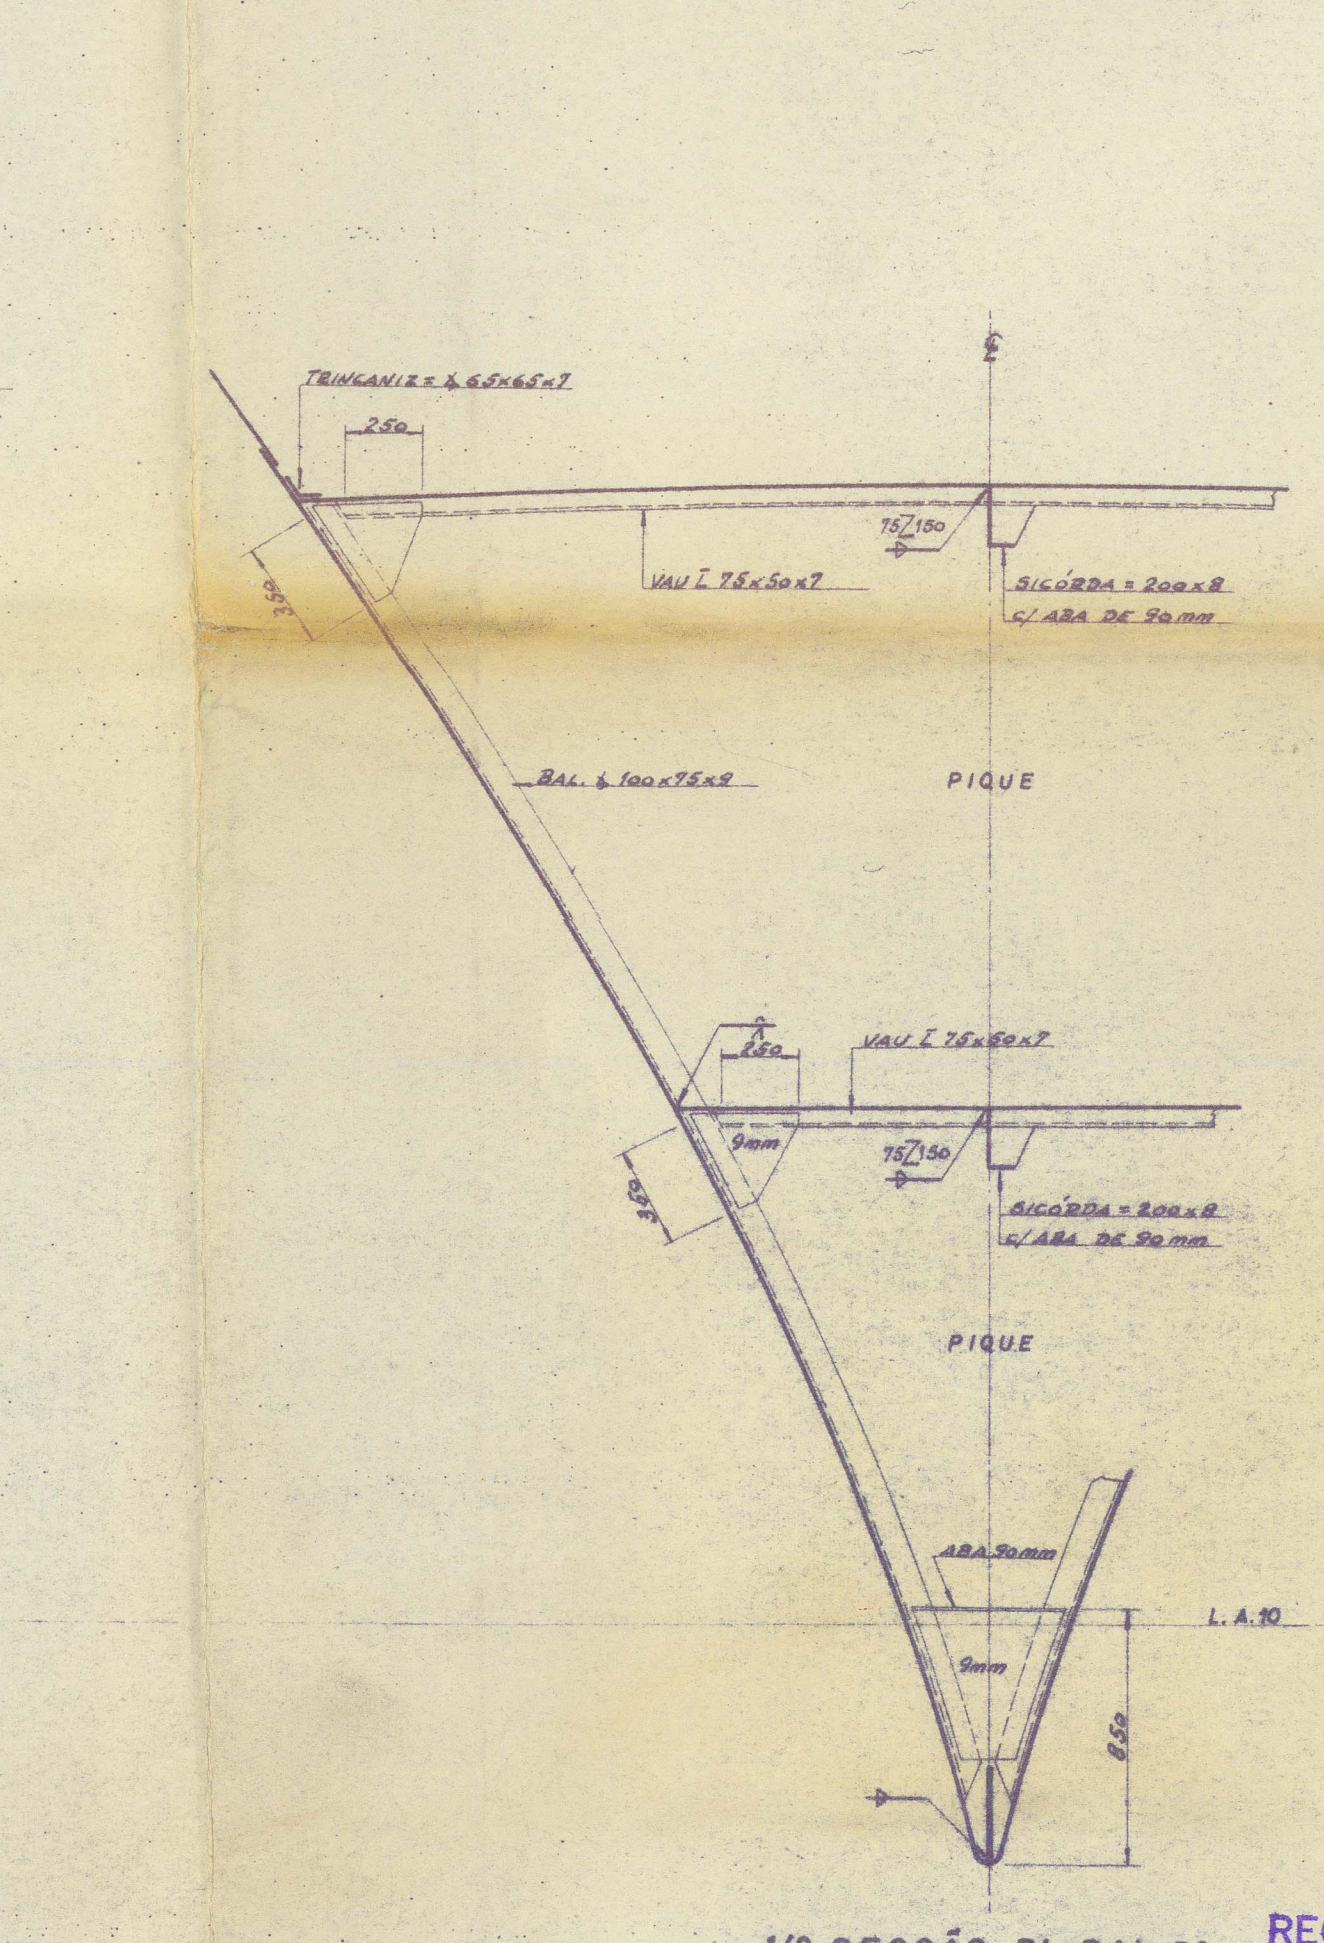 ℄
TRINCANIZ = ∠ 65x65x7
250
75 Z 150
350
VAU L 75x50x7
SICÓRDA = 200x8
c/ ABA DE 90mm
BAL. ∠ 100x75x9
PIQUE
VAU L 75x50x7
250
9mm
75 Z 150
350
SICÓRDA = 200x8
c/ ABA DE 90mm
PIQUE
ABA 90mm
L. A. 10
9mm
850